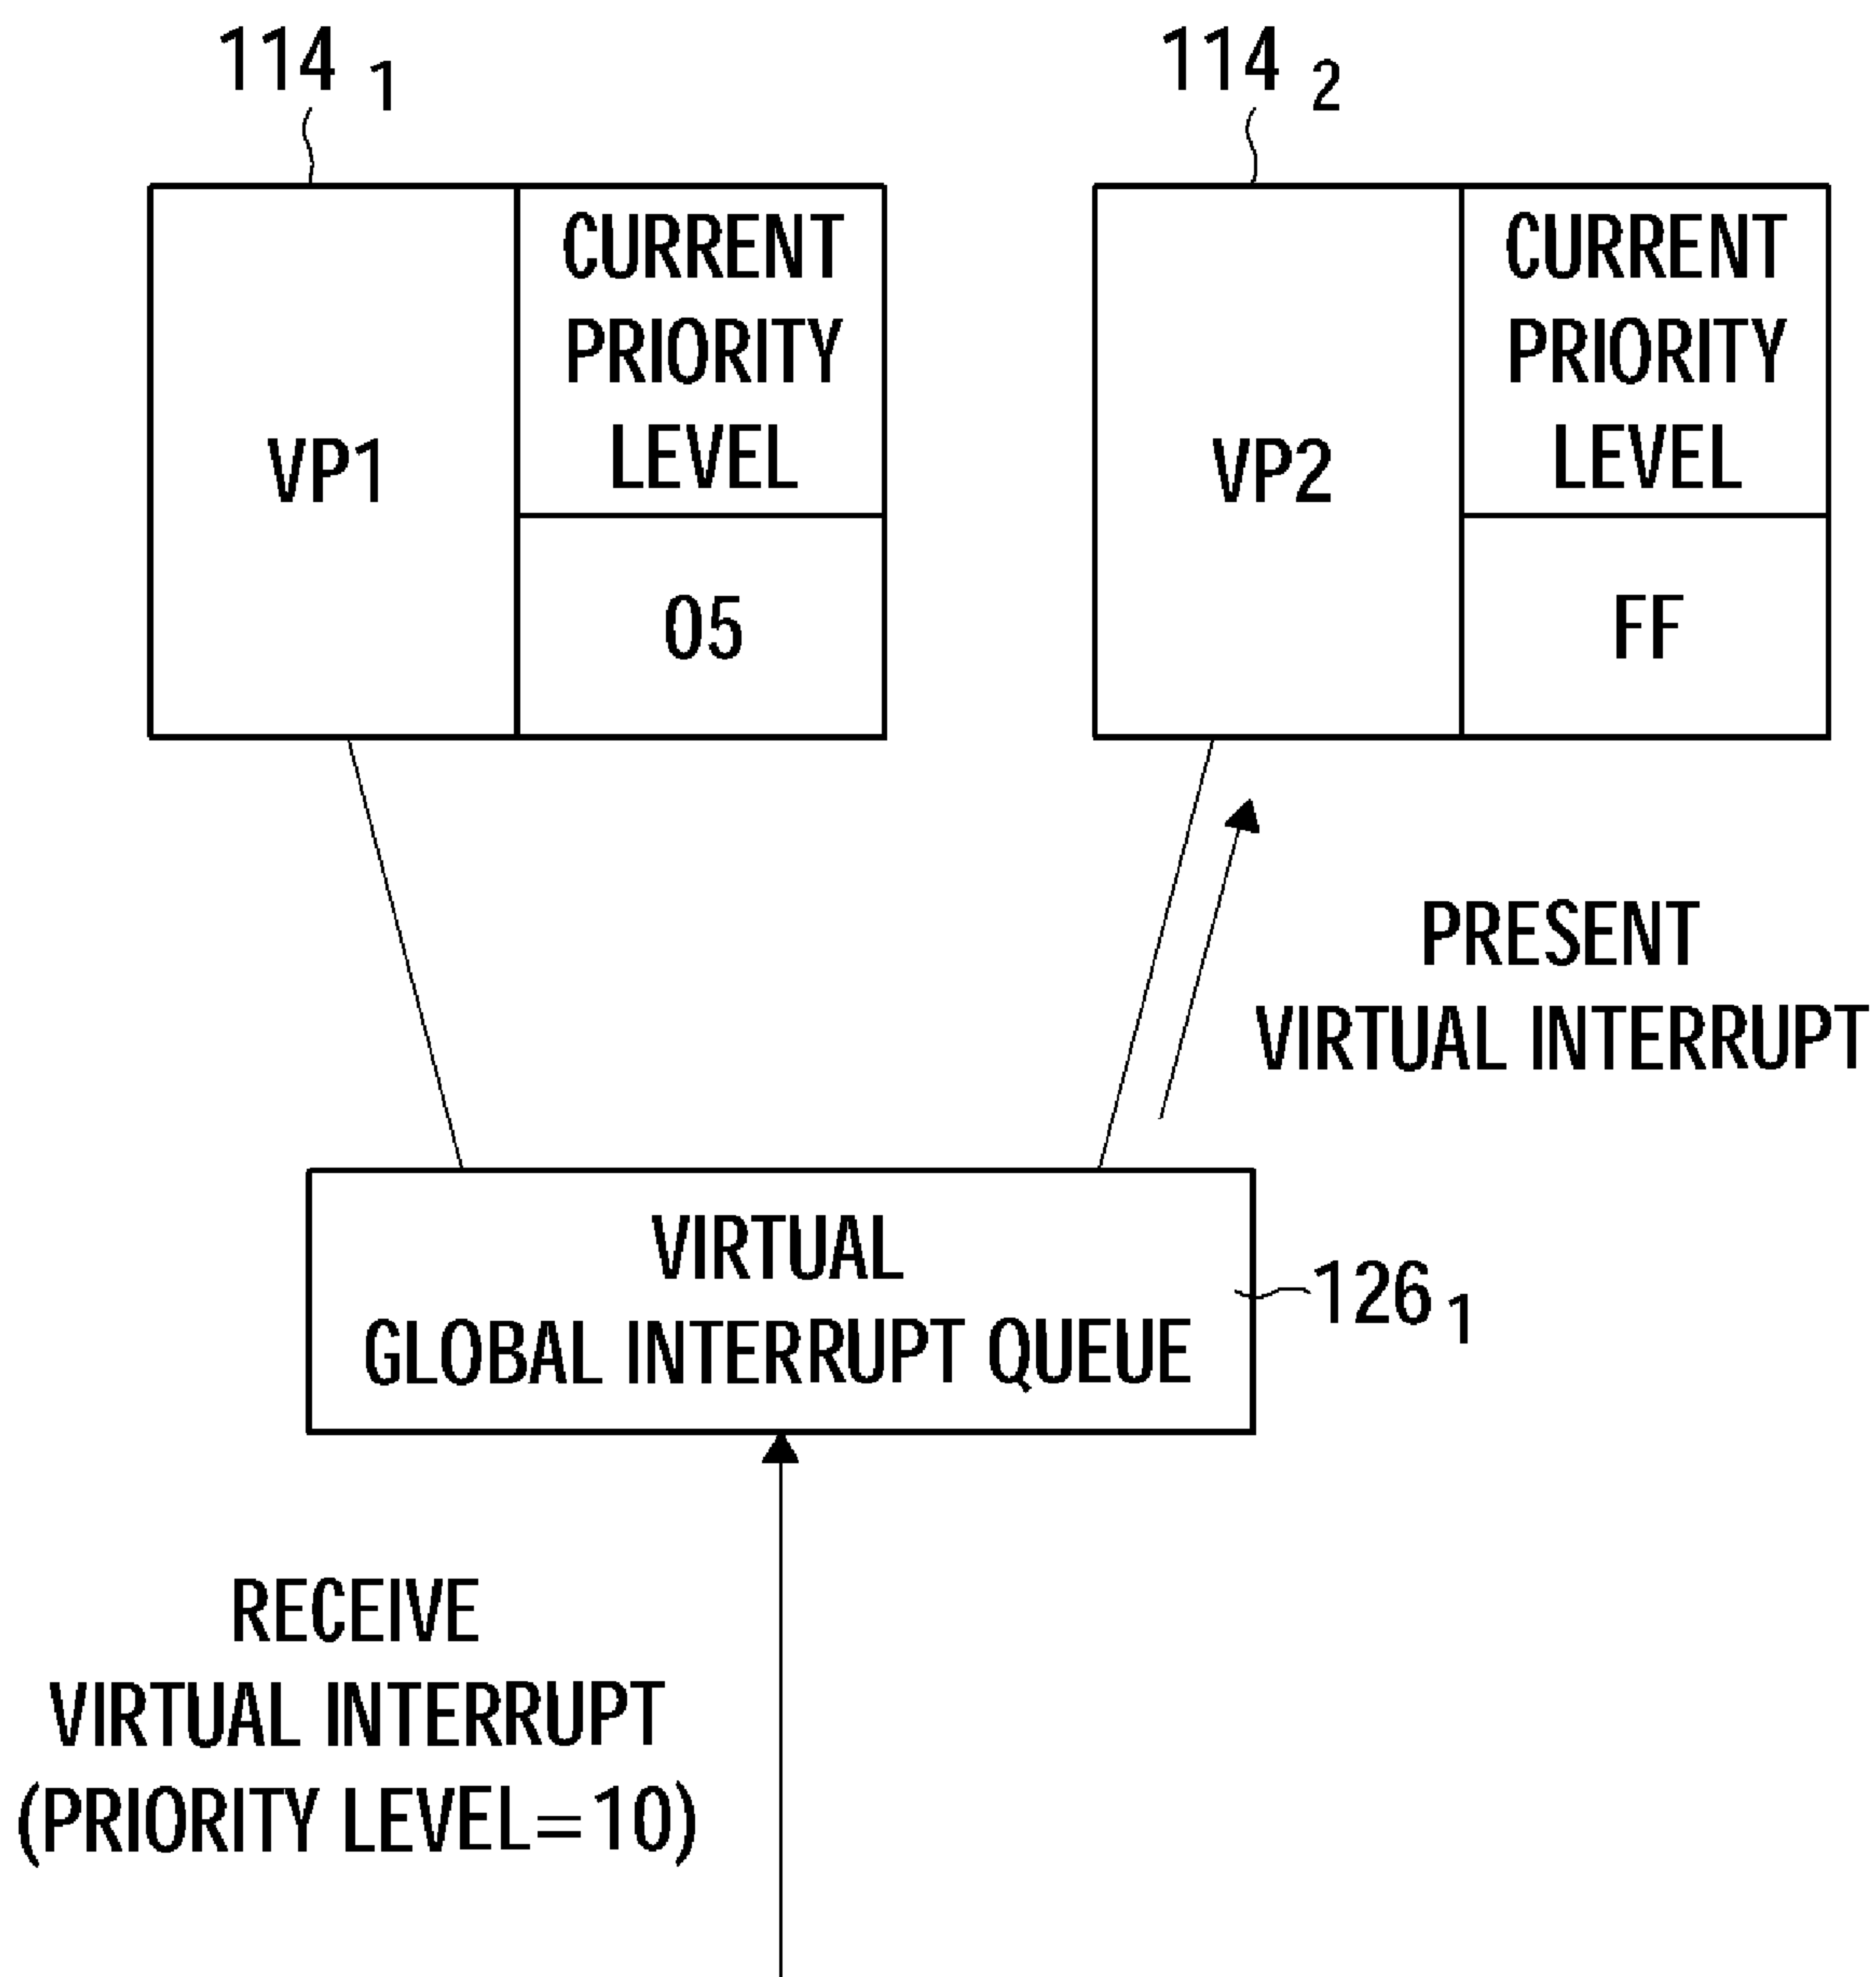 114 1
114 2
VP1
CURRENT
PRIORITY
LEVEL
05
VP2
CURRENT
PRIORITY
LEVEL
FF
PRESENT
VIRTUAL INTERRUPT
VIRTUAL
GLOBAL INTERRUPT QUEUE
126 1
RECEIVE
VIRTUAL INTERRUPT
(PRIORITY LEVEL=10)